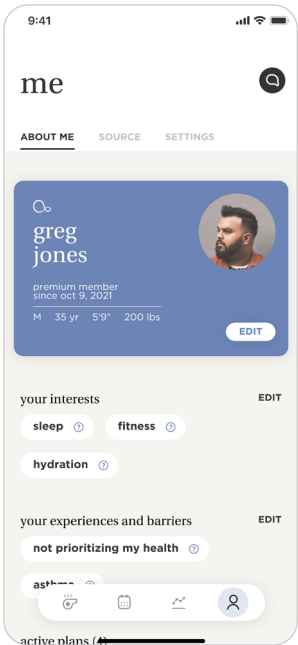 9:41
me
ABOUT ME SOURCE SETTINGS
greg
jones
premium member
since oct 9, 2021
M 35 yr 5'9" 200 lbs
EDIT
your interests EDIT
sleep ? fitness ?
hydration ?
your experiences and barriers EDIT
not prioritizing my health ?
asthma
active plans